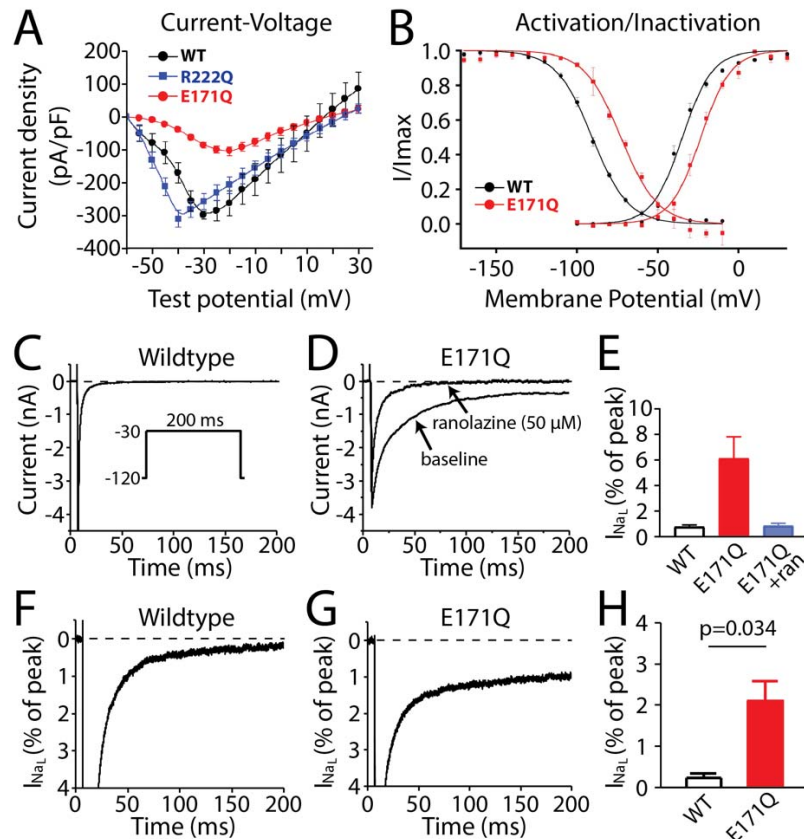 A
Current-Voltage
WT
R222Q
E171Q
Current density
(pA/pF)
200
100
0
-100
-200
-300
-400
-50
-30
-10
10
30
Test potential (mV)
B
Activation/Inactivation
I/Imax
1.0
0.8
0.6
0.4
0.2
0.0
WT
E171Q
-150
-100
-50
0
Membrane Potential (mV)
C
Wildtype
Current (nA)
0
-1
-2
-3
-4
200 ms
-30
-120
0
50
100
150
200
Time (ms)
D
E171Q
Current (nA)
0
-1
-2
-3
-4
ranolazine (50 μM)
baseline
0
50
100
150
200
Time (ms)
E
INaL (% of peak)
10
8
6
4
2
0
WT
E171Q
E171Q
+ran
F
Wildtype
INaL (% of peak)
0
1
2
3
4
0
50
100
150
200
Time (ms)
G
E171Q
INaL (% of peak)
0
1
2
3
4
0
50
100
150
200
Time (ms)
H
INaL (% of peak)
4
3
2
1
0
p=0.034
WT
E171Q